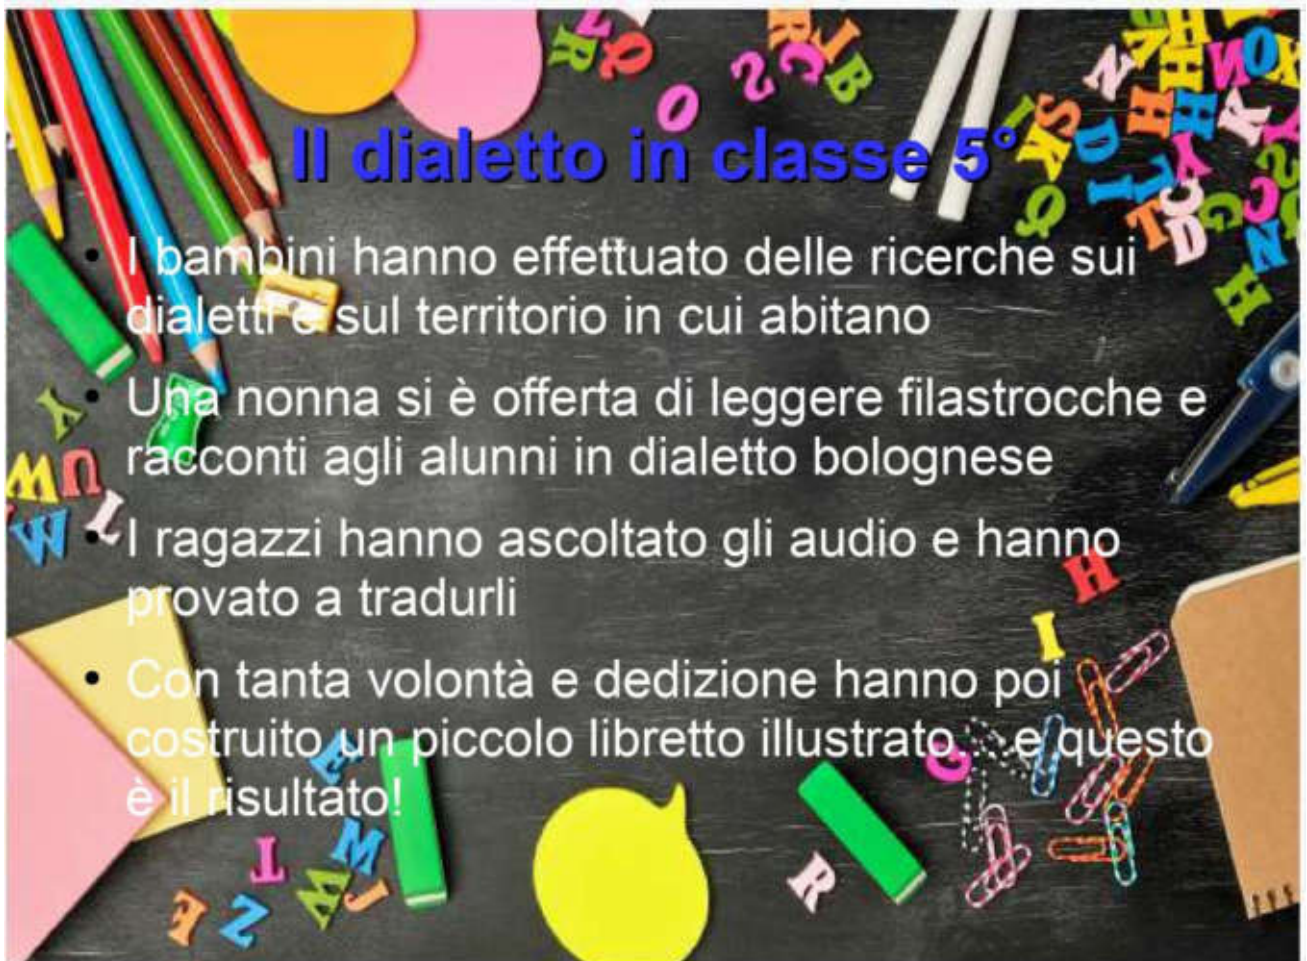 Il dialetto in classe 5°
• I bambini hanno effettuato delle ricerche sui
dialetti e sul territorio in cui abitano
• Una nonna si è offerta di leggere filastrocche e
racconti agli alunni in dialetto bolognese
• I ragazzi hanno ascoltato gli audio e hanno
provato a tradurli
• Con tanta volontà e dedizione hanno poi
costruito un piccolo libretto illustrato... e questo
è il risultato!